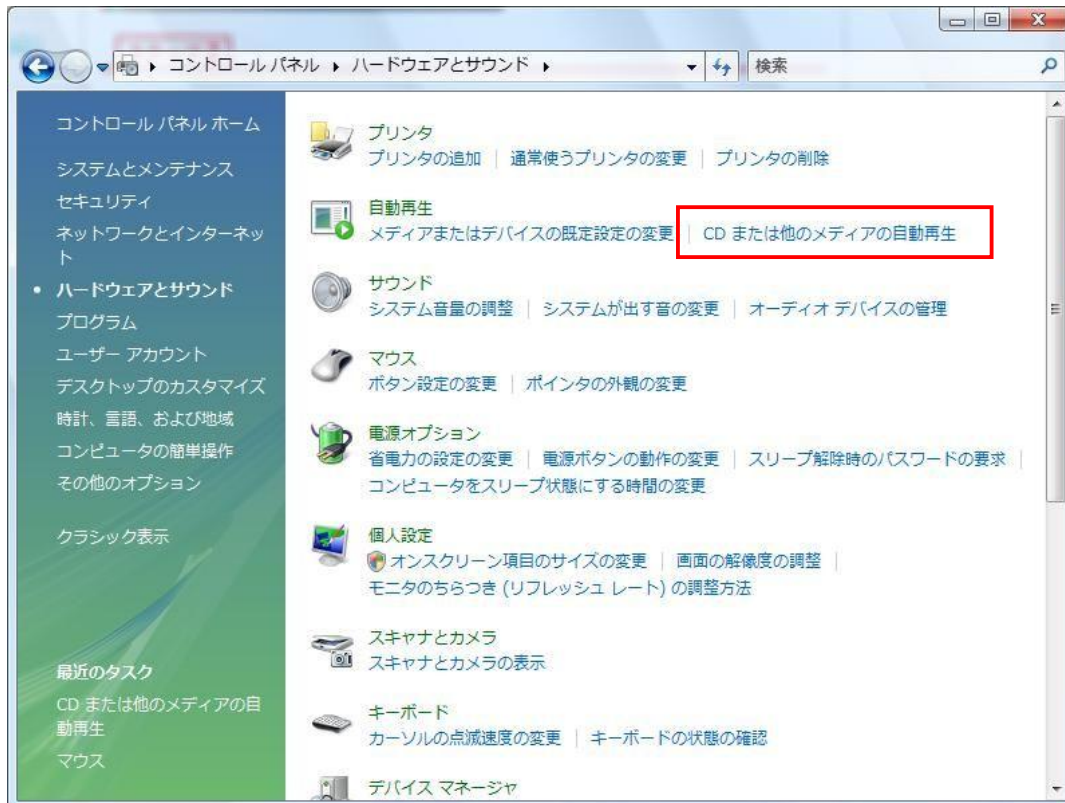 コントロール パネル ハードウェアとサウンド
検索
コントロール パネル ホーム
システムとメンテナンス
セキュリティ
ネットワークとインターネッ
ト
ハードウェアとサウンド
プログラム
ユーザー アカウント
デスクトップのカスタマイズ
時計、言語、および地域
コンピュータの簡単操作
その他のオプション
クラシック表示
最近のタスク
CD または他のメディアの自
動再生
マウス
プリンタ
プリンタの追加 | 通常使うプリンタの変更 | プリンタの削除
自動再生
メディアまたはデバイスの既定設定の変更 | CD または他のメディアの自動再生
サウンド
システム音量の調整 | システムが出す音の変更 | オーディオ デバイスの管理
マウス
ボタン設定の変更 | ポインタの外観の変更
電源オプション
省電力の設定の変更 | 電源ボタンの動作の変更 | スリープ解除時のパスワードの要求 |
コンピュータをスリープ状態にする時間の変更
個人設定
オンスクリーン項目のサイズの変更 | 画面の解像度の調整 |
モニタのちらつき (リフレッシュ レート) の調整方法
スキャナとカメラ
スキャナとカメラの表示
キーボード
カーソルの点滅速度の変更 | キーボードの状態の確認
デバイス マネージャ